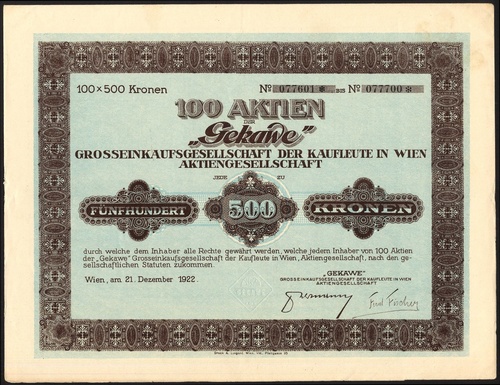 100 x 500 Kronen
No 077601 * BIS No 077700 *
100 AKTIEN
DER
„Gekawe"
GROSSEINKAUFSGESELLSCHAFT DER KAUFLEUTE IN WIEN
AKTIENGESELLSCHAFT
JEDE ZU
FÜNFHUNDERT 500 KRONEN
durch welche dem Inhaber alle Rechte gewährt werden, welche jedem Inhaber von 100 Aktien
der „Gekawe" Grosseinkaufsgesellschaft der Kaufleute in Wien, Aktiengesellschaft, nach den ge-
sellschaftlichen Statuten zukommen.
Wien, am 21. Dezember 1922.
„GEKAWE"
GROSSEINKAUFSGESELLSCHAFT DER KAUFLEUTE IN WIEN
AKTIENGESELLSCHAFT